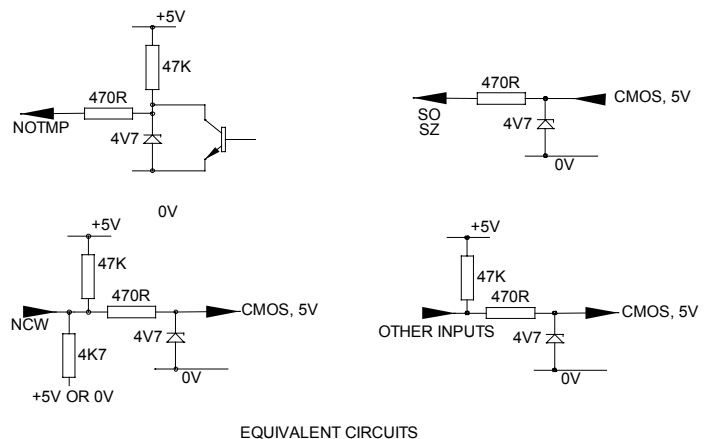 +5V
47K
470R
NOTMP
4V7
0V
470R
CMOS, 5V
SO
SZ
4V7
0V
+5V
47K
470R
CMOS, 5V
NCW
4V7
4K7
0V
+5V OR 0V
+5V
47K
470R
CMOS, 5V
OTHER INPUTS
4V7
0V
EQUIVALENT CIRCUITS